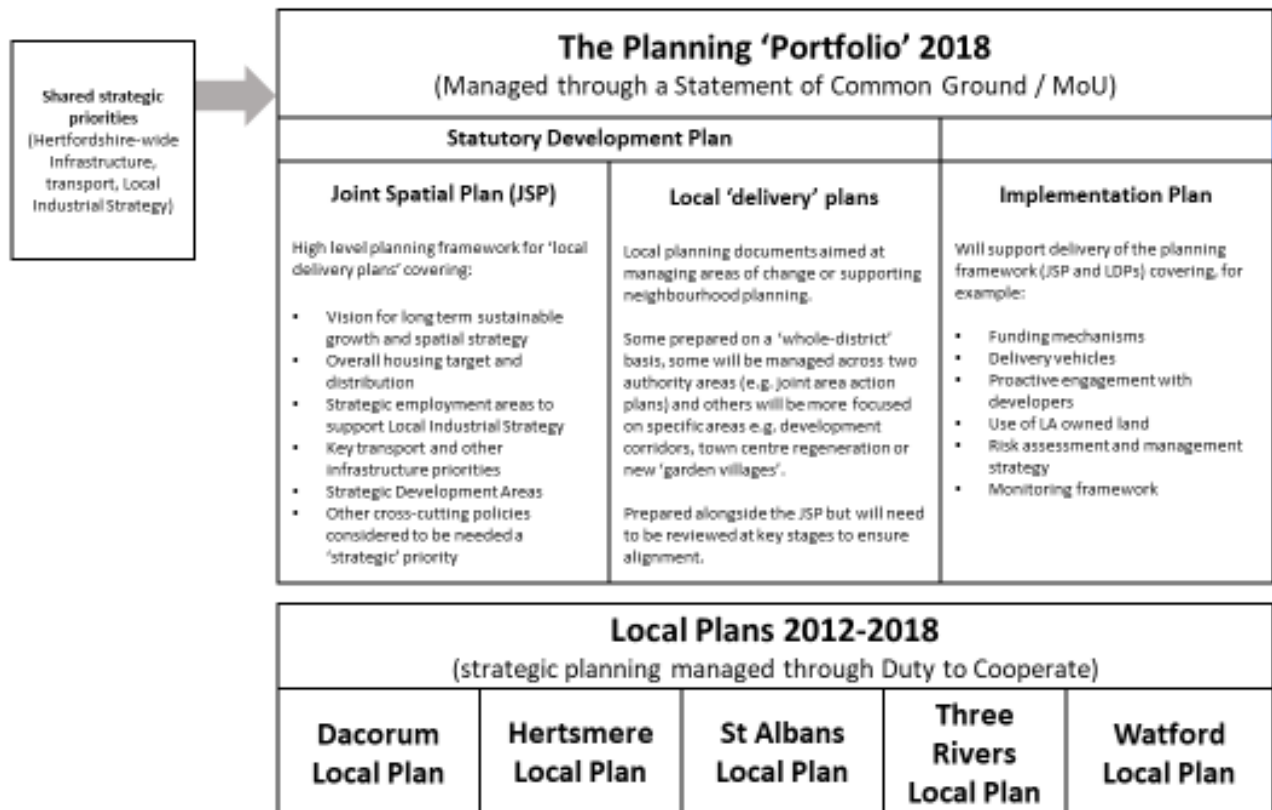 Shared strategic
priorities
(Hertfordshire-wide
Infrastructure,
transport, Local
Industrial Strategy)
The Planning ‘Portfolio’ 2018
(Managed through a Statement of Common Ground / MoU)
Statutory Development Plan
Joint Spatial Plan (JSP)
High level planning framework for ‘local
delivery plans’ covering:
▪ Vision for long term sustainable
growth and spatial strategy
▪ Overall housing target and
distribution
▪ Strategic employment areas to
support Local Industrial Strategy
▪ Key transport and other
infrastructure priorities
▪ Strategic Development Areas
▪ Other cross-cutting policies
considered to be needed a
‘strategic’ priority
Local ‘delivery’ plans
Local planning documents aimed at
managing areas of change or supporting
neighbourhood planning.
Some prepared on a ‘whole-district’
basis, some will be managed across two
authority areas (e.g. joint area action
plans) and others will be more focused
on specific areas e.g. development
corridors, town centre regeneration or
new ‘garden villages’.
Prepared alongside the JSP but will need
to be reviewed at key stages to ensure
alignment.
Implementation Plan
Will support delivery of the planning
framework (JSP and LDPs) covering, for
example:
▪ Funding mechanisms
▪ Delivery vehicles
▪ Proactive engagement with
developers
▪ Use of LA owned land
▪ Risk assessment and management
strategy
▪ Monitoring framework
Local Plans 2012-2018
(strategic planning managed through Duty to Cooperate)
Dacorum
Local Plan
Hertsmere
Local Plan
St Albans
Local Plan
Three
Rivers
Local Plan
Watford
Local Plan